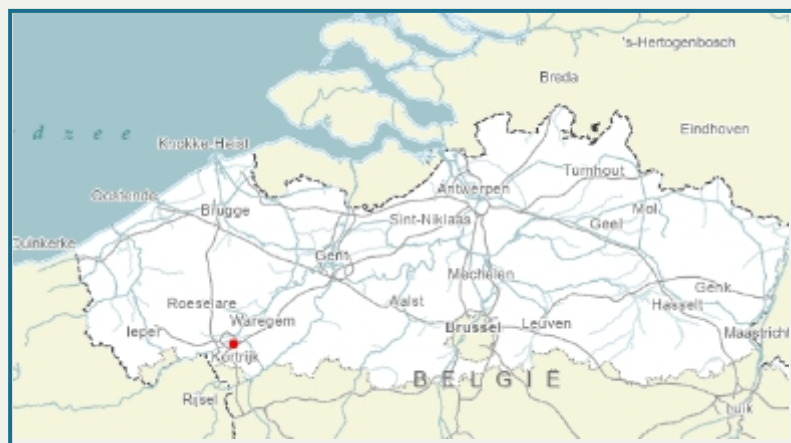 's-Hertogenbosch
Breda
d z e e
Eindhoven
Knokke-Heist
Turnhout
Oostende
Antwerpen
Brugge
Mol
Sint-Niklaas
Geel
Duinkerke
Gent
Mechelen
Genk
Roeselare
Aalst
Hasselt
Waregem
Ieper
Brussel
Leuven
Maastricht
Kortrijk
BELGIË
Rijsel
Luik